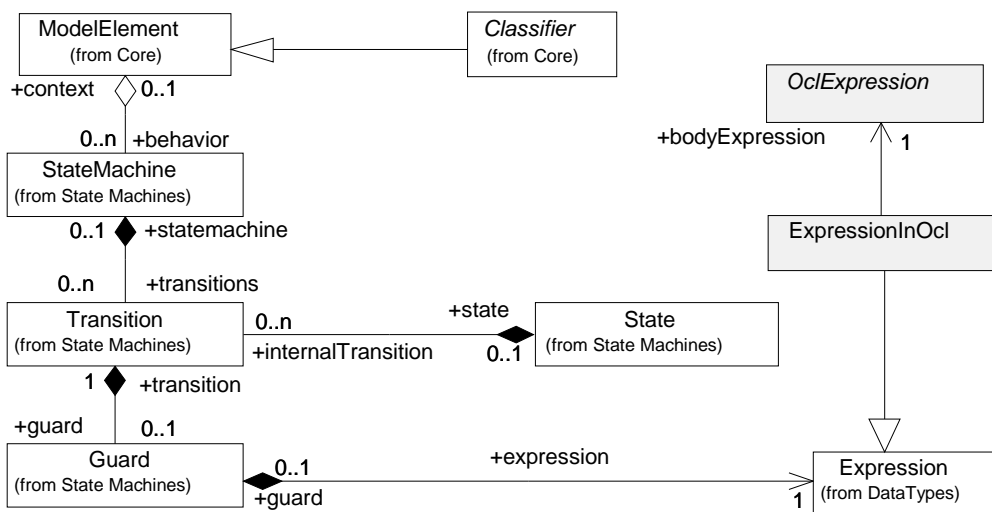 ModelElement
(from Core)
Classifier
(from Core)
+context
0..1
OclExpression
0..n
+behavior
+bodyExpression
1
StateMachine
(from State Machines)
0..1
+statemachine
ExpressionInOcl
0..n
+transitions
Transition
(from State Machines)
0..n
+internalTransition
+state
0..1
State
(from State Machines)
1
+transition
+guard
0..1
Guard
(from State Machines)
0..1
+guard
+expression
1
Expression
(from DataTypes)